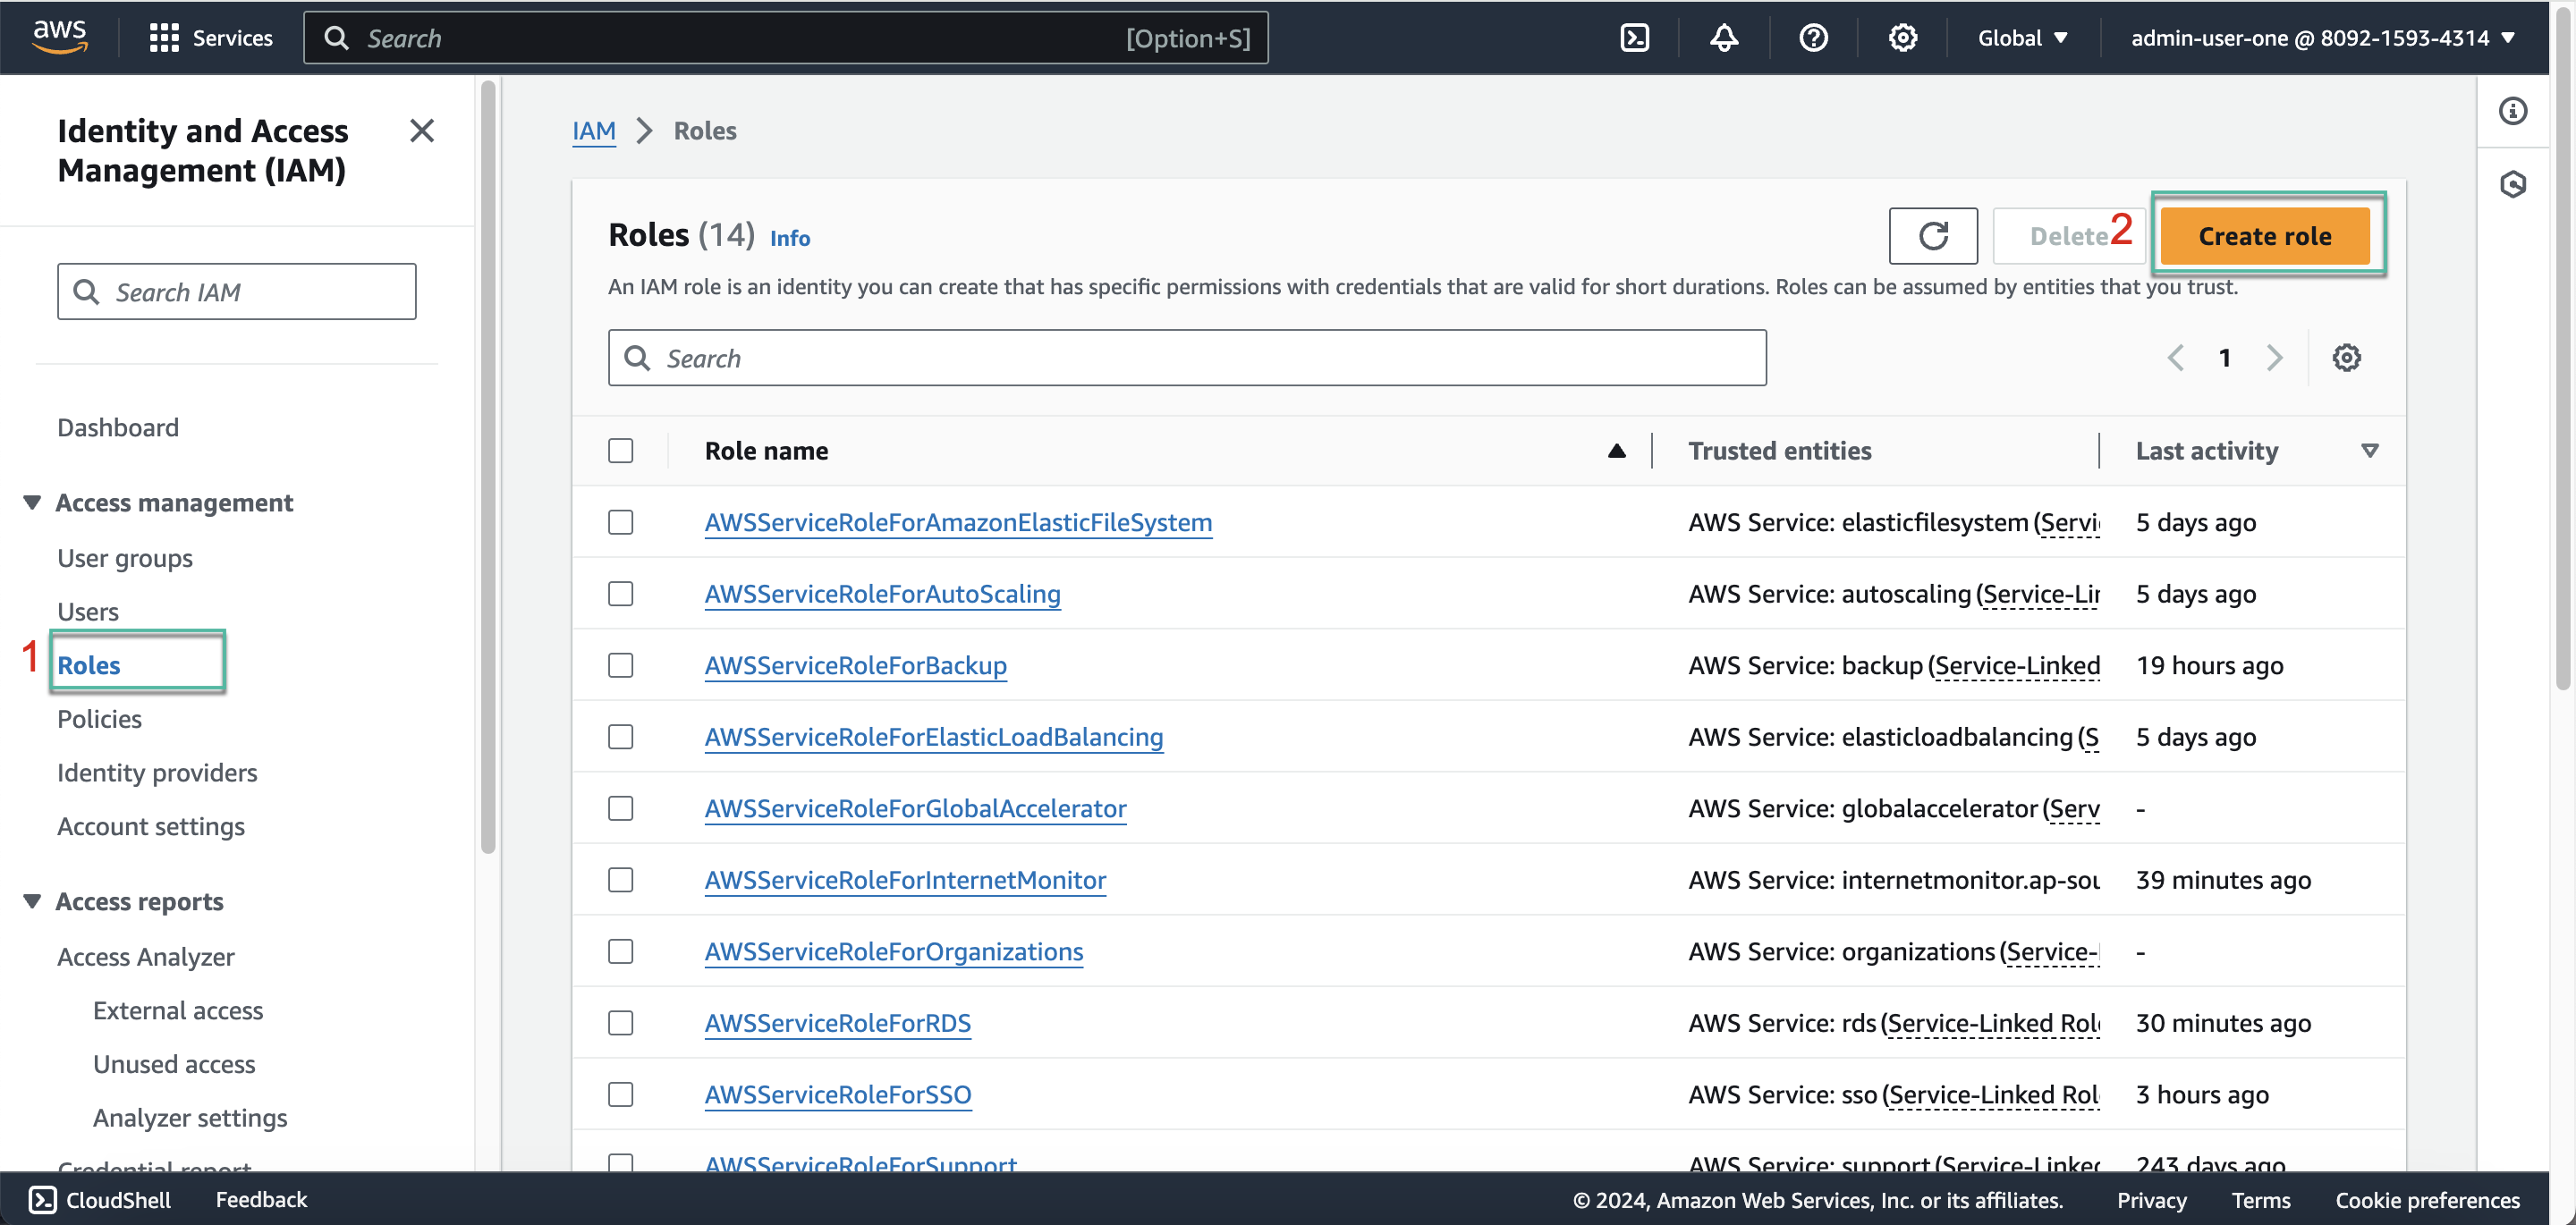 aws
Services
Search
[Option+S]
Global
admin-user-one @ 8092-1593-4314
Identity and Access
Management (IAM)
Search IAM
Dashboard
Access management
User groups
Users
1
Roles
Policies
Identity providers
Account settings
Access reports
Access Analyzer
External access
Unused access
Analyzer settings
Credential report
IAM
Roles
Roles (14) Info
Delete
2
Create role
An IAM role is an identity you can create that has specific permissions with credentials that are valid for short durations. Roles can be assumed by entities that you trust.
Search
1
Role name Trusted entities Last activity
AWSServiceRoleForAmazonElasticFileSystem AWS Service: elasticfilesystem (Servi 5 days ago
AWSServiceRoleForAutoScaling AWS Service: autoscaling (Service-Lin 5 days ago
AWSServiceRoleForBackup AWS Service: backup (Service-Linked 19 hours ago
AWSServiceRoleForElasticLoadBalancing AWS Service: elasticloadbalancing (S 5 days ago
AWSServiceRoleForGlobalAccelerator AWS Service: globalaccelerator (Serv -
AWSServiceRoleForInternetMonitor AWS Service: internetmonitor.ap-sou 39 minutes ago
AWSServiceRoleForOrganizations AWS Service: organizations (Service- -
AWSServiceRoleForRDS AWS Service: rds (Service-Linked Role 30 minutes ago
AWSServiceRoleForSSO AWS Service: sso (Service-Linked Rol 3 hours ago
AWSServiceRoleForSupport AWS Service: support (Service-Linked 243 days ago
CloudShell
Feedback
© 2024, Amazon Web Services, Inc. or its affiliates.
Privacy
Terms
Cookie preferences